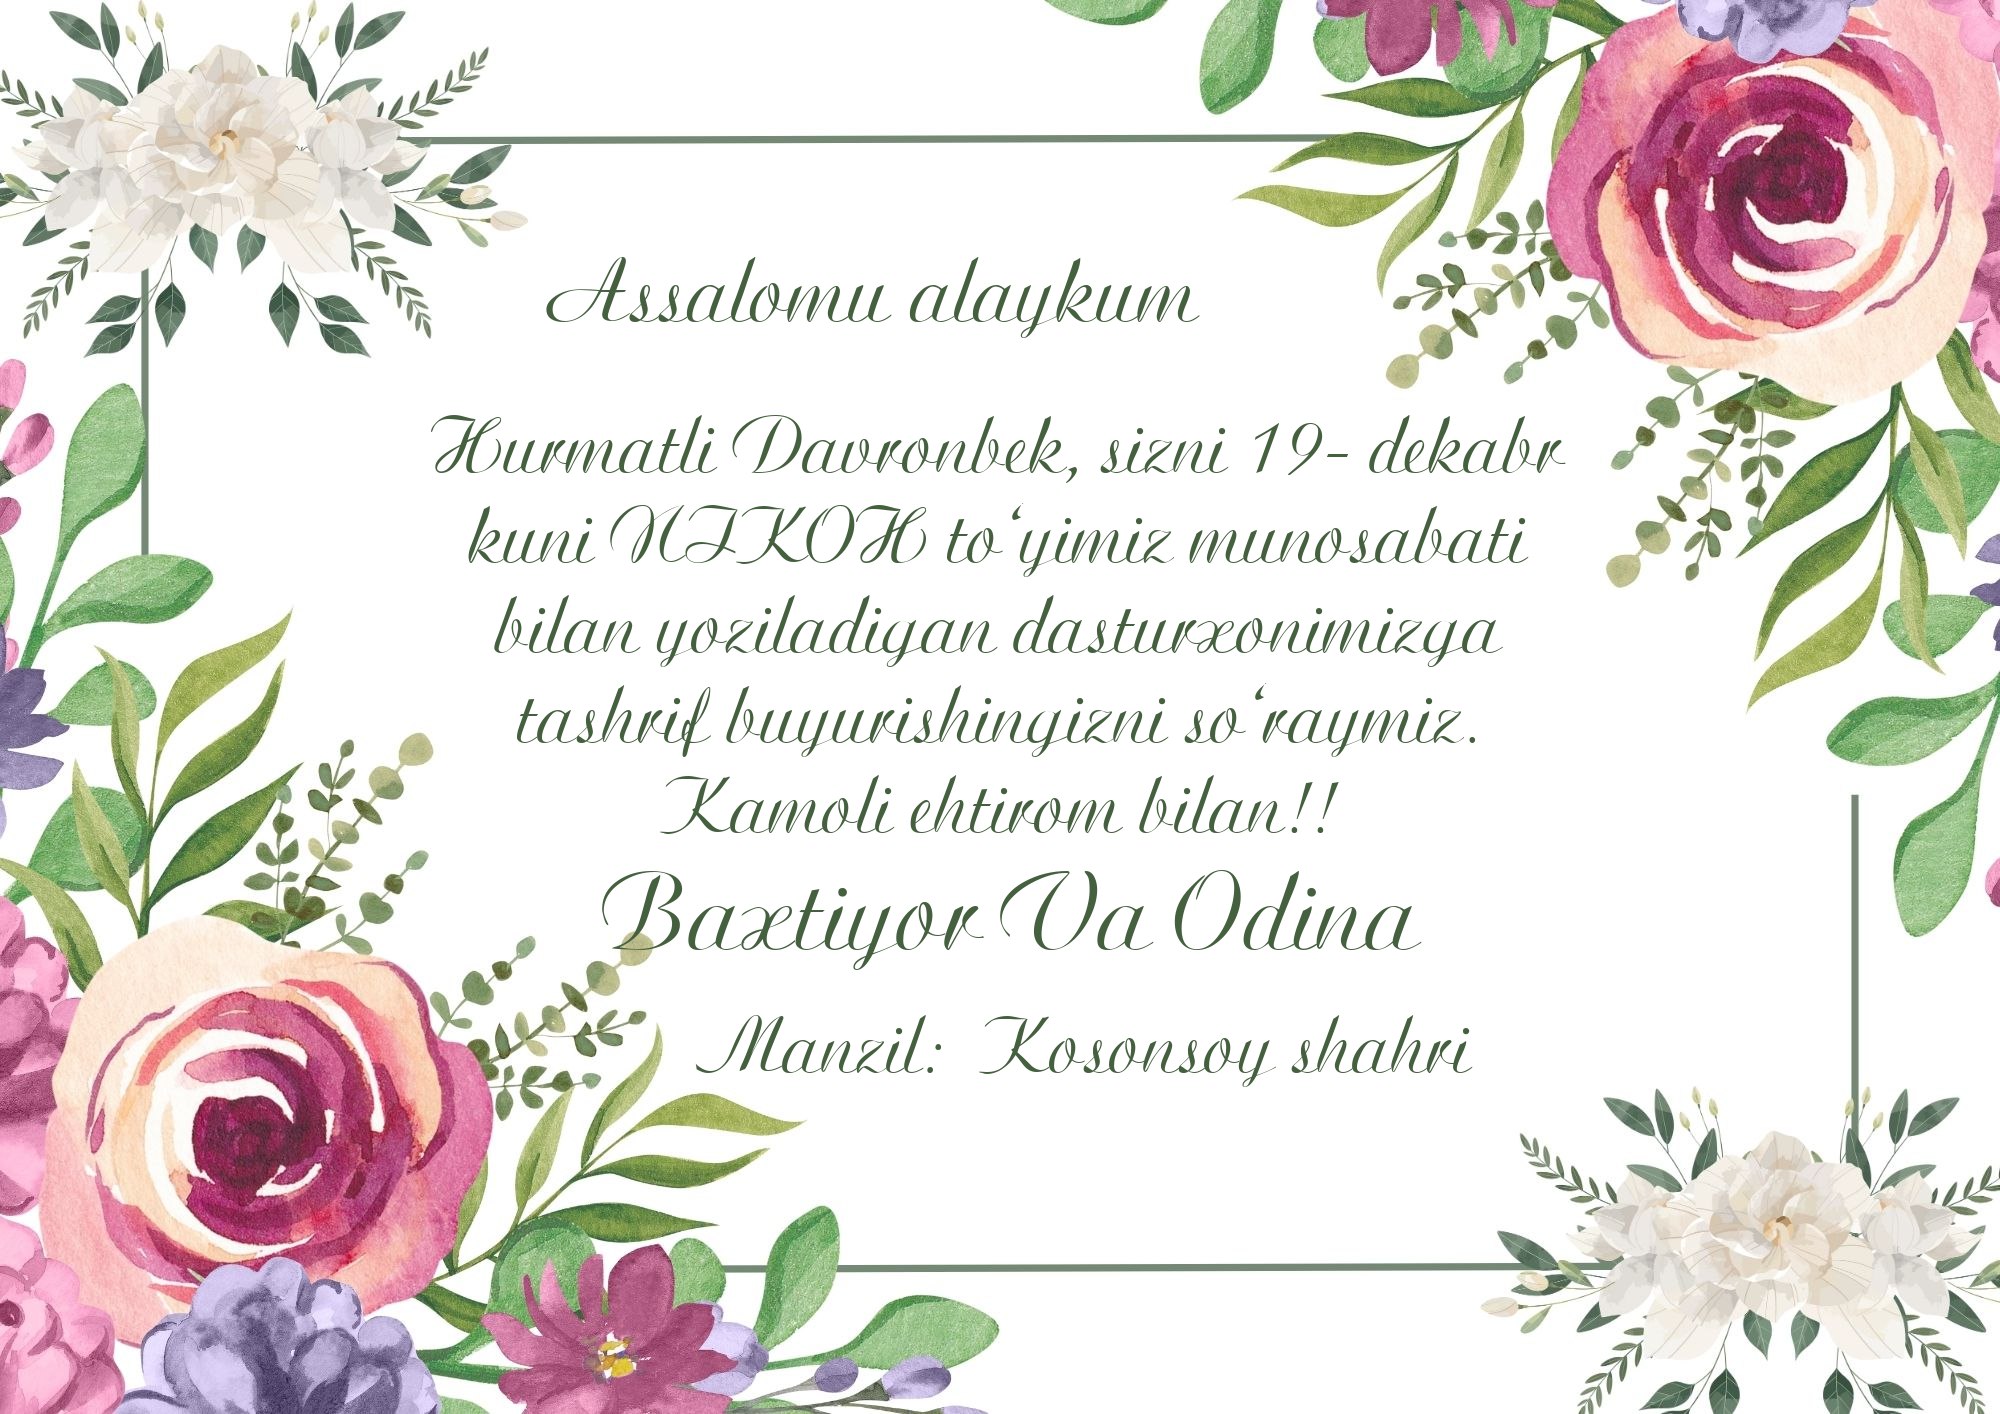 Assalomu alaykum
Hurmatli Davronbek, sizni 19- dekabr
kuni NIKOH to‘yimiz munosabati
bilan yoziladigan dasturxonimizga
tashrif buyurishingizni so‘raymiz.
Kamoli ehtirom bilan!!
Baxtiyor Va Odina
Manzil: Kosonsoy shahri